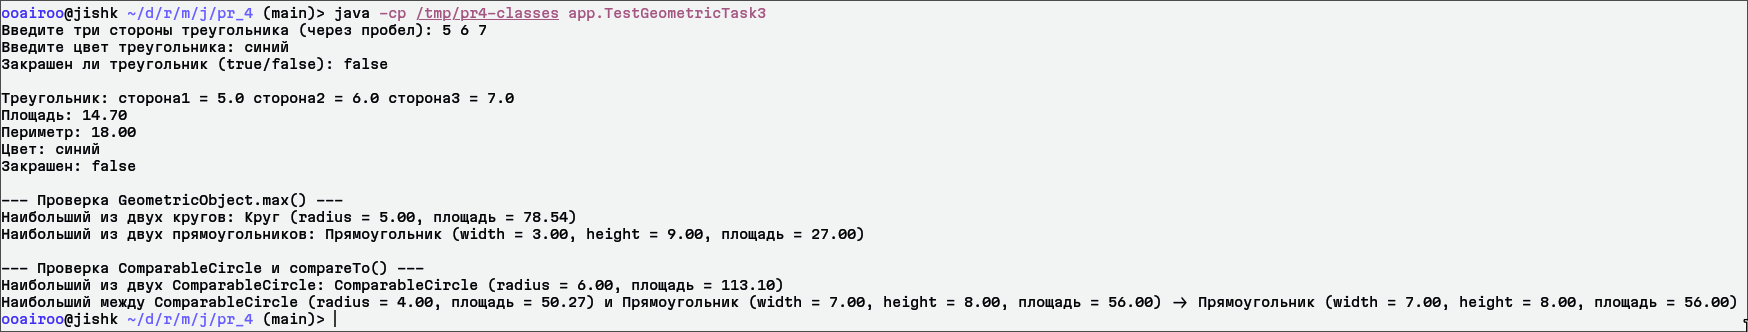 ooairoo@jishk ~/d/r/m/j/pr_4 (main)> java -cp /tmp/pr4-classes app.TestGeometricTask3
Введите три стороны треугольника (через пробел): 5 6 7
Введите цвет треугольника: синий
Закрашен ли треугольник (true/false): false
Треугольник: сторона1 = 5.0 сторона2 = 6.0 сторона3 = 7.0
Площадь: 14.70
Периметр: 18.00
Цвет: синий
Закрашен: false
--- Проверка GeometricObject.max() ---
Наибольший из двух кругов: Круг (radius = 5.00, площадь = 78.54)
Наибольший из двух прямоугольников: Прямоугольник (width = 3.00, height = 9.00, площадь = 27.00)
--- Проверка ComparableCircle и compareTo() ---
Наибольший из двух ComparableCircle: ComparableCircle (radius = 6.00, площадь = 113.10)
Наибольший между ComparableCircle (radius = 4.00, площадь = 50.27) и Прямоугольник (width = 7.00, height = 8.00, площадь = 56.00) -> Прямоугольник (width = 7.00, height = 8.00, площадь = 56.00)
ooairoo@jishk ~/d/r/m/j/pr_4 (main)>